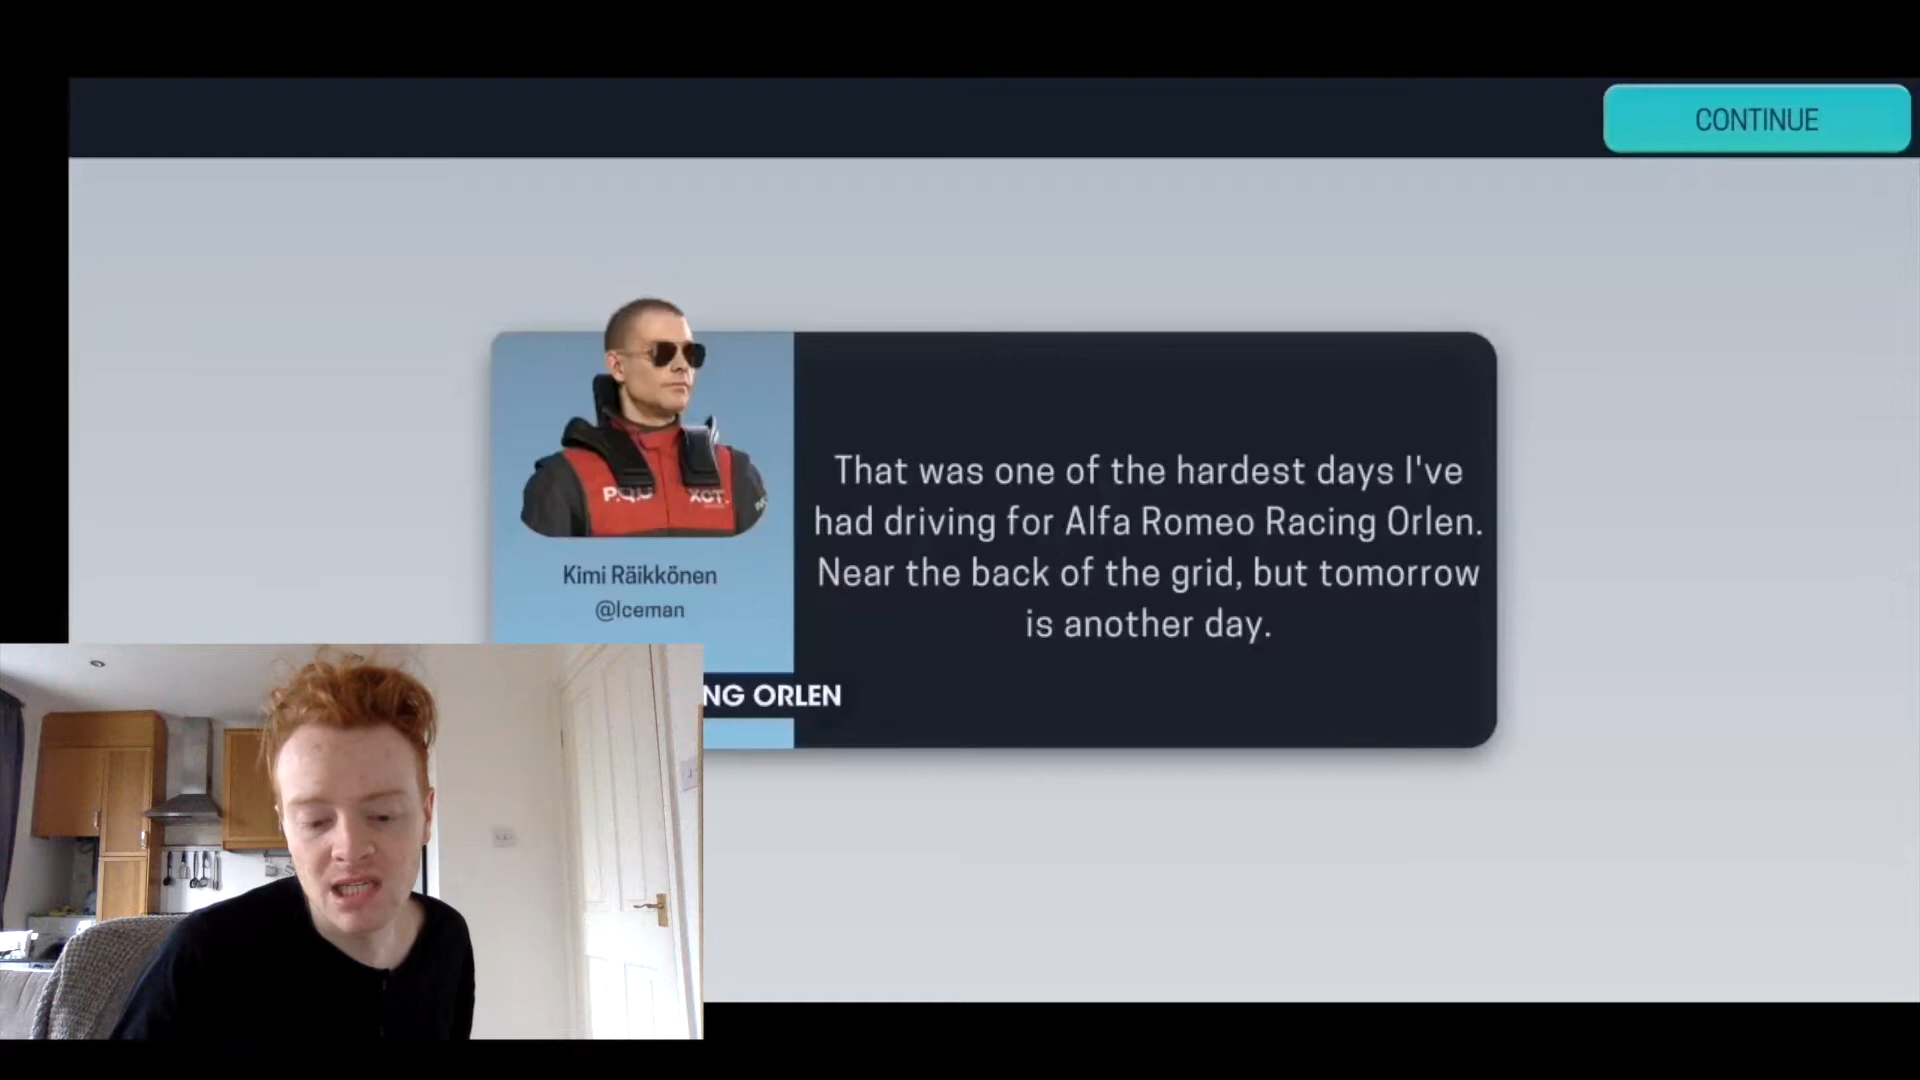 CONTINUE
That was one of the hardest days I've
had driving for Alfa Romeo Racing Orlen.
Near the back of the grid, but tomorrow
is another day.
P.Q.U XCT.
Kimi Räikkönen
@Iceman
NG ORLEN